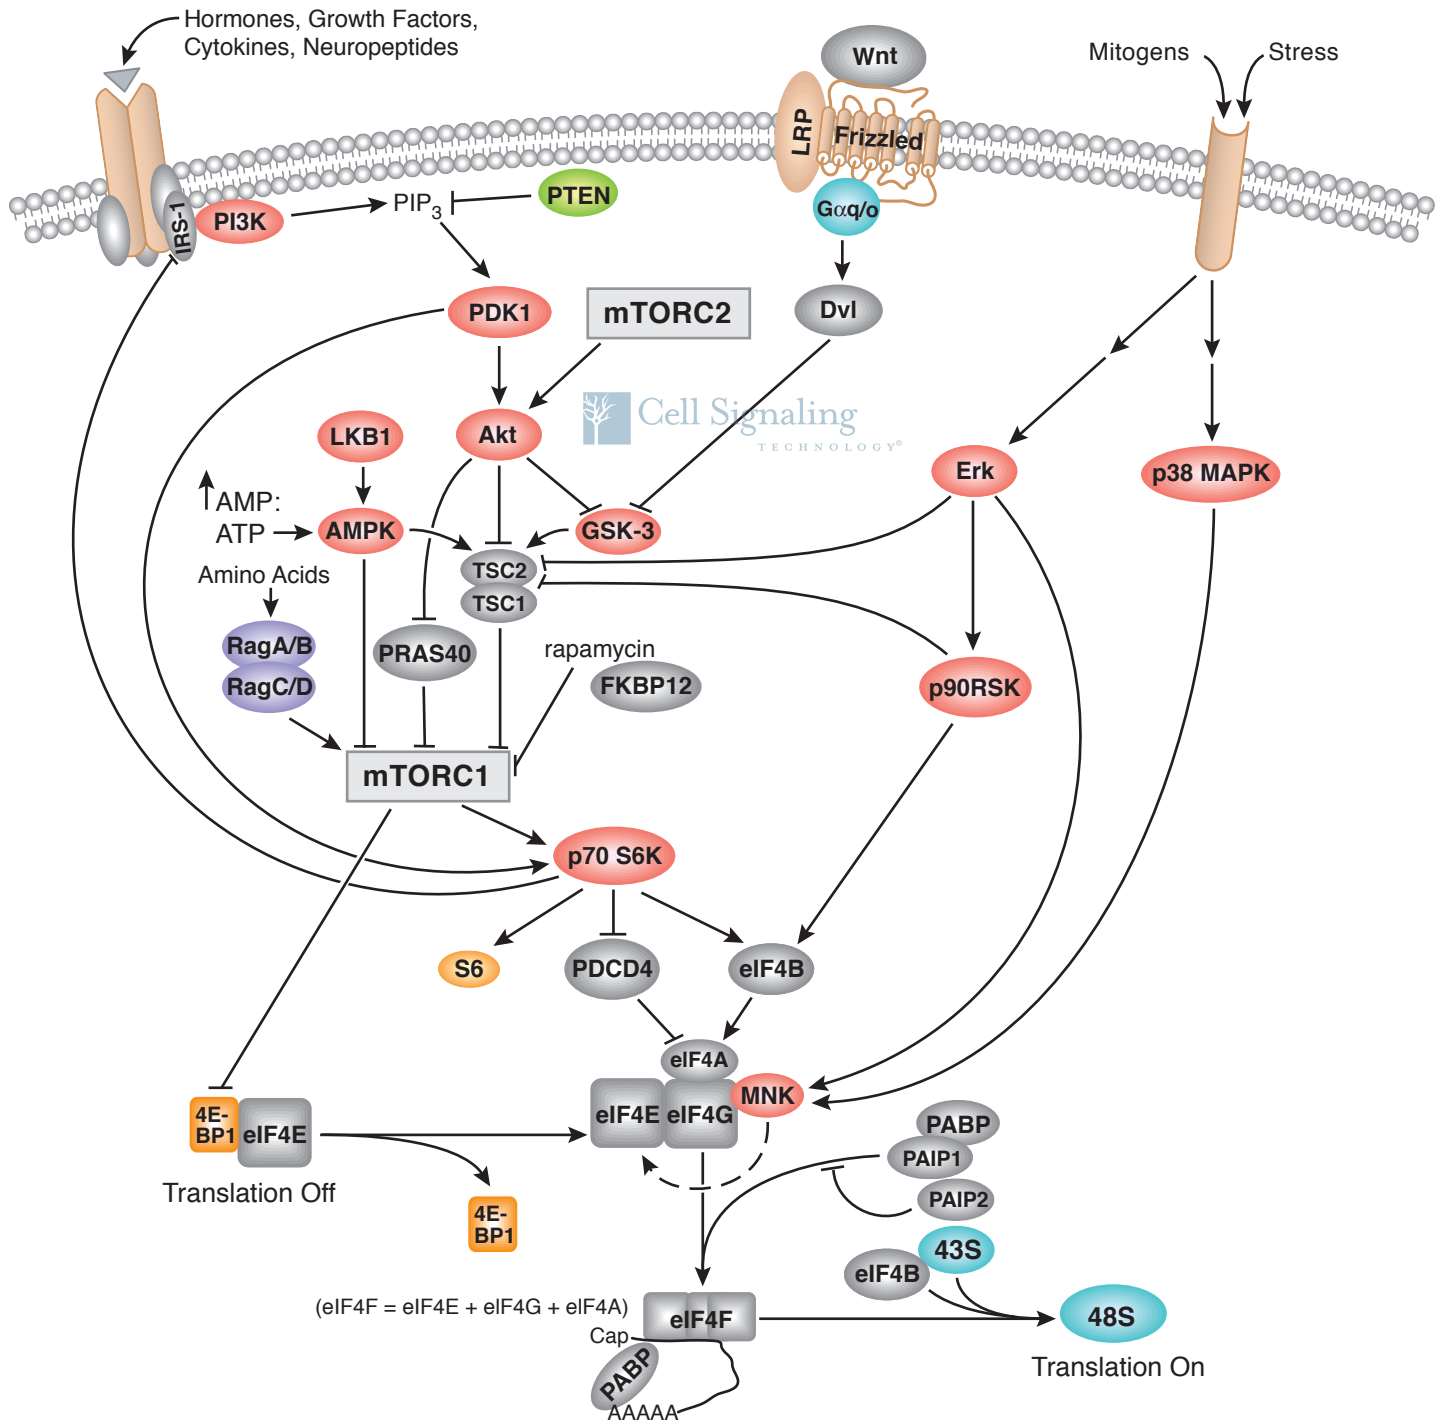 Hormones, Growth Factors,
Cytokines, Neuropeptides
Wnt
Mitogens
Stress
LRP
Frizzled
IRS-1
PI3K
PIP3
PTEN
Gαq/o
PDK1
mTORC2
Dvl
Cell Signaling
TECHNOLOGY®
LKB1
Akt
Erk
p38 MAPK
AMP:
ATP
AMPK
GSK-3
TSC2
TSC1
Amino Acids
RagA/B
RagC/D
PRAS40
rapamycin
FKBP12
p90RSK
mTORC1
p70 S6K
S6
PDCD4
eIF4B
eIF4A
eIF4E
eIF4G
MNK
4E-
BP1
eIF4E
Translation Off
4E-
BP1
PABP
PAIP1
PAIP2
43S
eIF4B
(eIF4F = eIF4E + eIF4G + eIF4A)
eIF4F
48S
Cap
PABP
AAAAA
Translation On